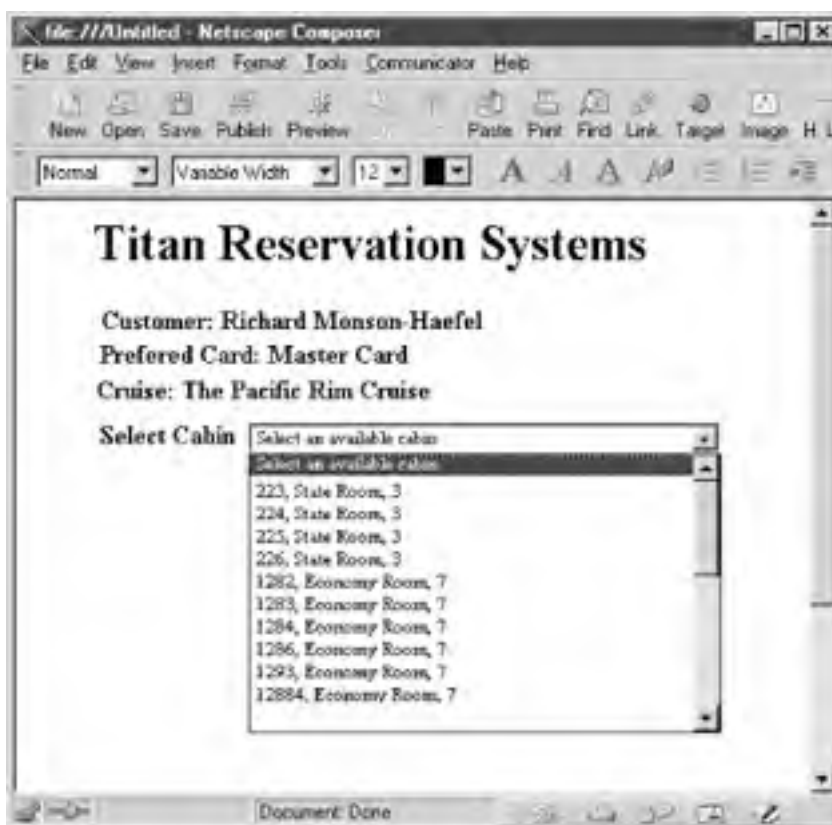 file:///Untitled - Netscape Composer
File Edit View Insert Format Tools Communicator Help
New Open Save Publish Preview Paste Print Find Link Target Image H. L
Normal Variable Width 12
Titan Reservation Systems
Customer: Richard Monson-Haefel
Prefered Card: Master Card
Cruise: The Pacific Rim Cruise
Select Cabin Select an available cabin
Select an available cabin
223, State Room, 3
224, State Room, 3
225, State Room, 3
226, State Room, 3
1282, Economy Room, 7
1283, Economy Room, 7
1284, Economy Room, 7
1286, Economy Room, 7
1293, Economy Room, 7
12884, Economy Room, 7
Document: Done